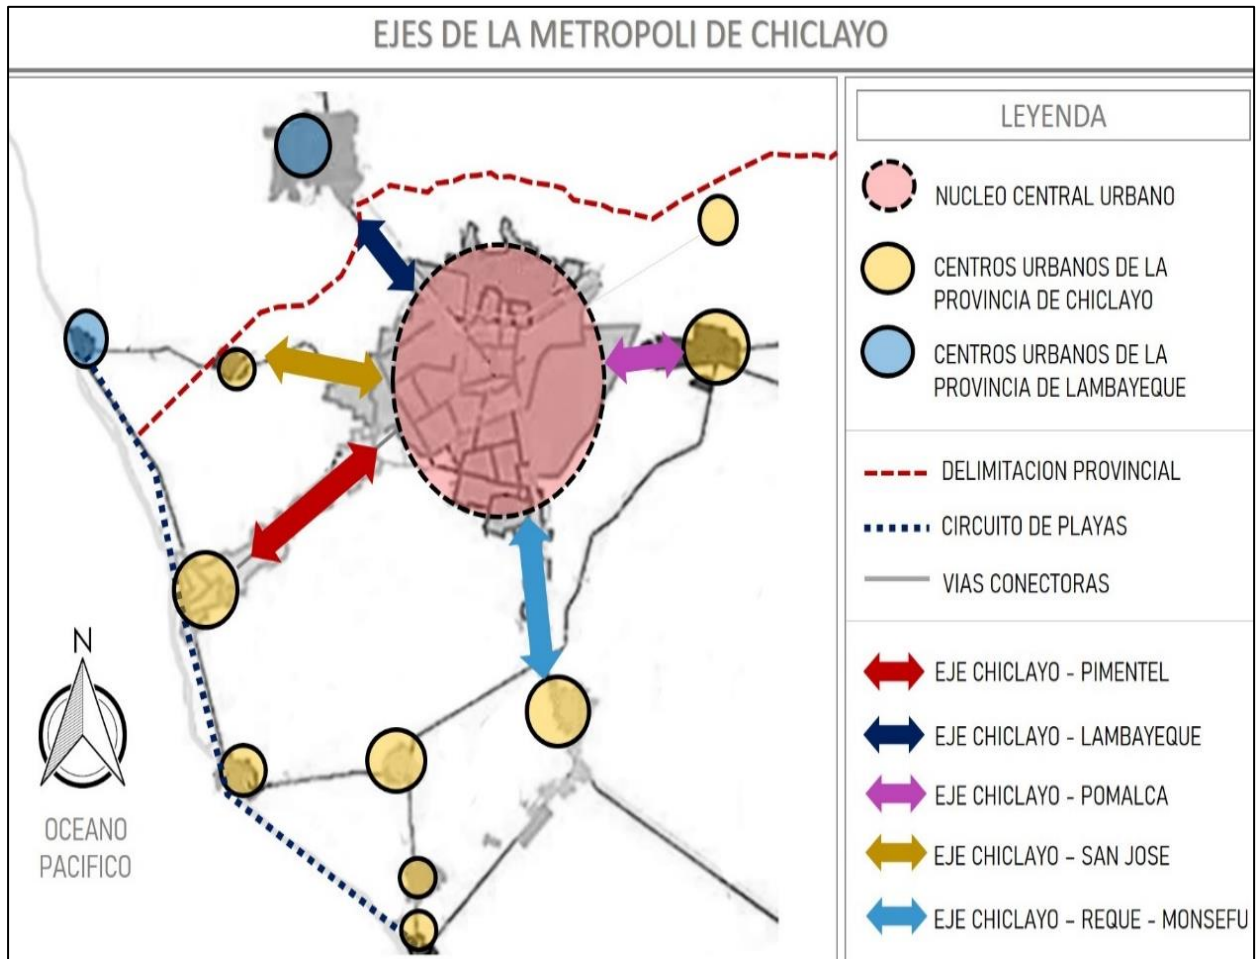 EJES DE LA METROPOLI DE CHICLAYO
LEYENDA
NUCLEO CENTRAL URBANO
CENTROS URBANOS DE LA
PROVINCIA DE CHICLAYO
CENTROS URBANOS DE LA
PROVINCIA DE LAMBAYEQUE
DELIMITACION PROVINCIAL
CIRCUITO DE PLAYAS
VIAS CONECTORAS
EJE CHICLAYO - PIMENTEL
EJE CHICLAYO - LAMBAYEQUE
EJE CHICLAYO - POMALCA
EJE CHICLAYO - SAN JOSE
EJE CHICLAYO - REQUE - MONSEFU
N
OCEANO
PACIFICO